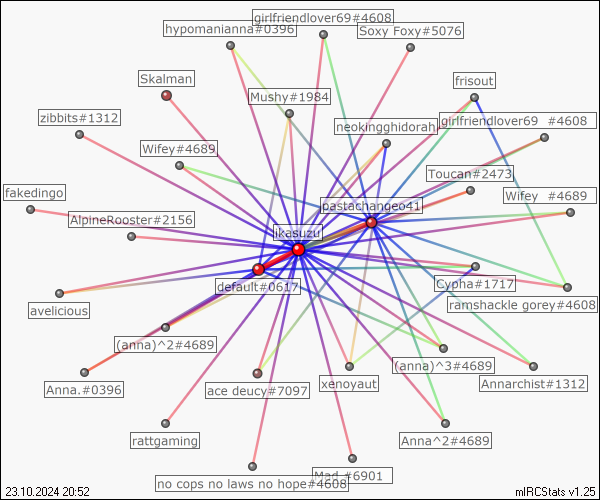 girlfriendlover69#4608
hypomanianna#0396
Soxy Foxy#5076
Skalman
frisout
Mushy#1984
zibbits#1312
neokingghidorah
girlfriendlover69 #4608
Wifey#4689
Toucan#2473
fakedingo
Wifey #4689
pastachangeo41
AlpineRooster#2156
ikasuzu
default#0617
Cypha#1717
ramshackle gorey#4608
avelicious
(anna)^2#4689
(anna)^3#4689
Anna.#0396
ace deucy#7097
xenoyaut
Annarchist#1312
rattgaming
Anna^2#4689
Mad_#6901
no cops no laws no hope#4608
23.10.2024 20:52
mIRCStats v1.25